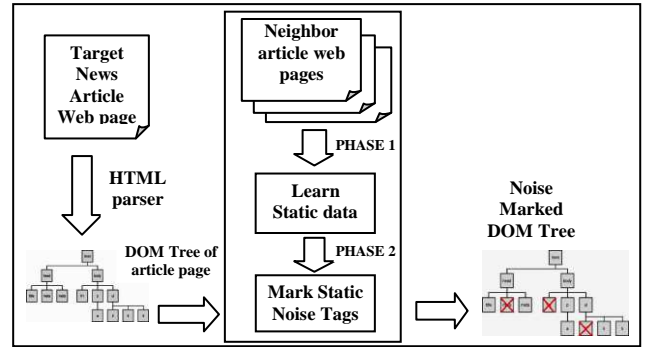 Target
News
Article
Web page
HTML
parser
DOM Tree of
article page
Neighbor
article web
pages
PHASE 1
Learn
Static data
PHASE 2
Mark Static
Noise Tags
Noise
Marked
DOM Tree